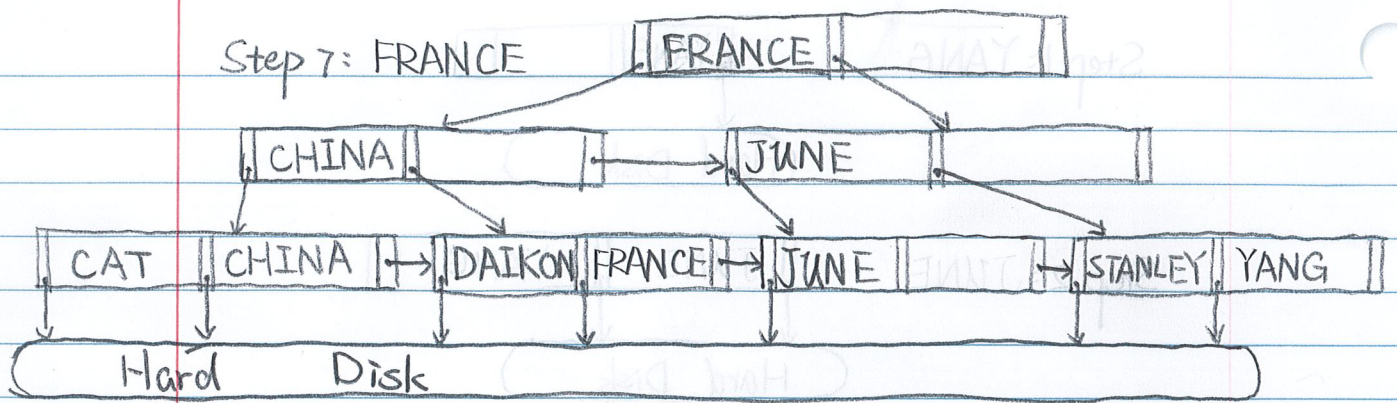 Step 7: FRANCE
FRANCE
CHINA JUNE
CAT CHINA DAIKON FRANCE JUNE STANLEY YANG
Hard Disk